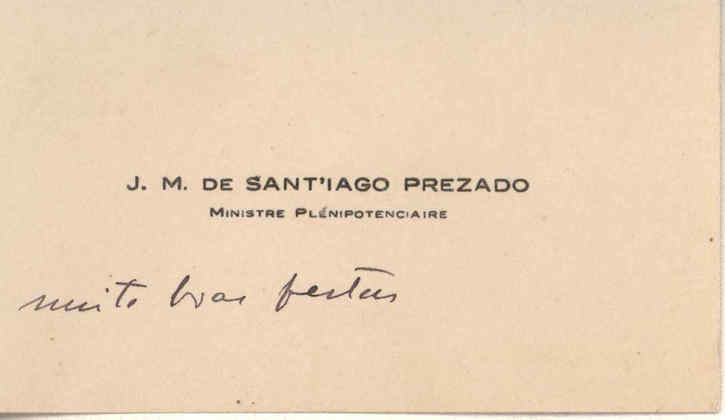 J. M. DE SANT'IAGO PREZADO
MINISTRE PLÉNIPOTENCIAIRE
muito boas festas